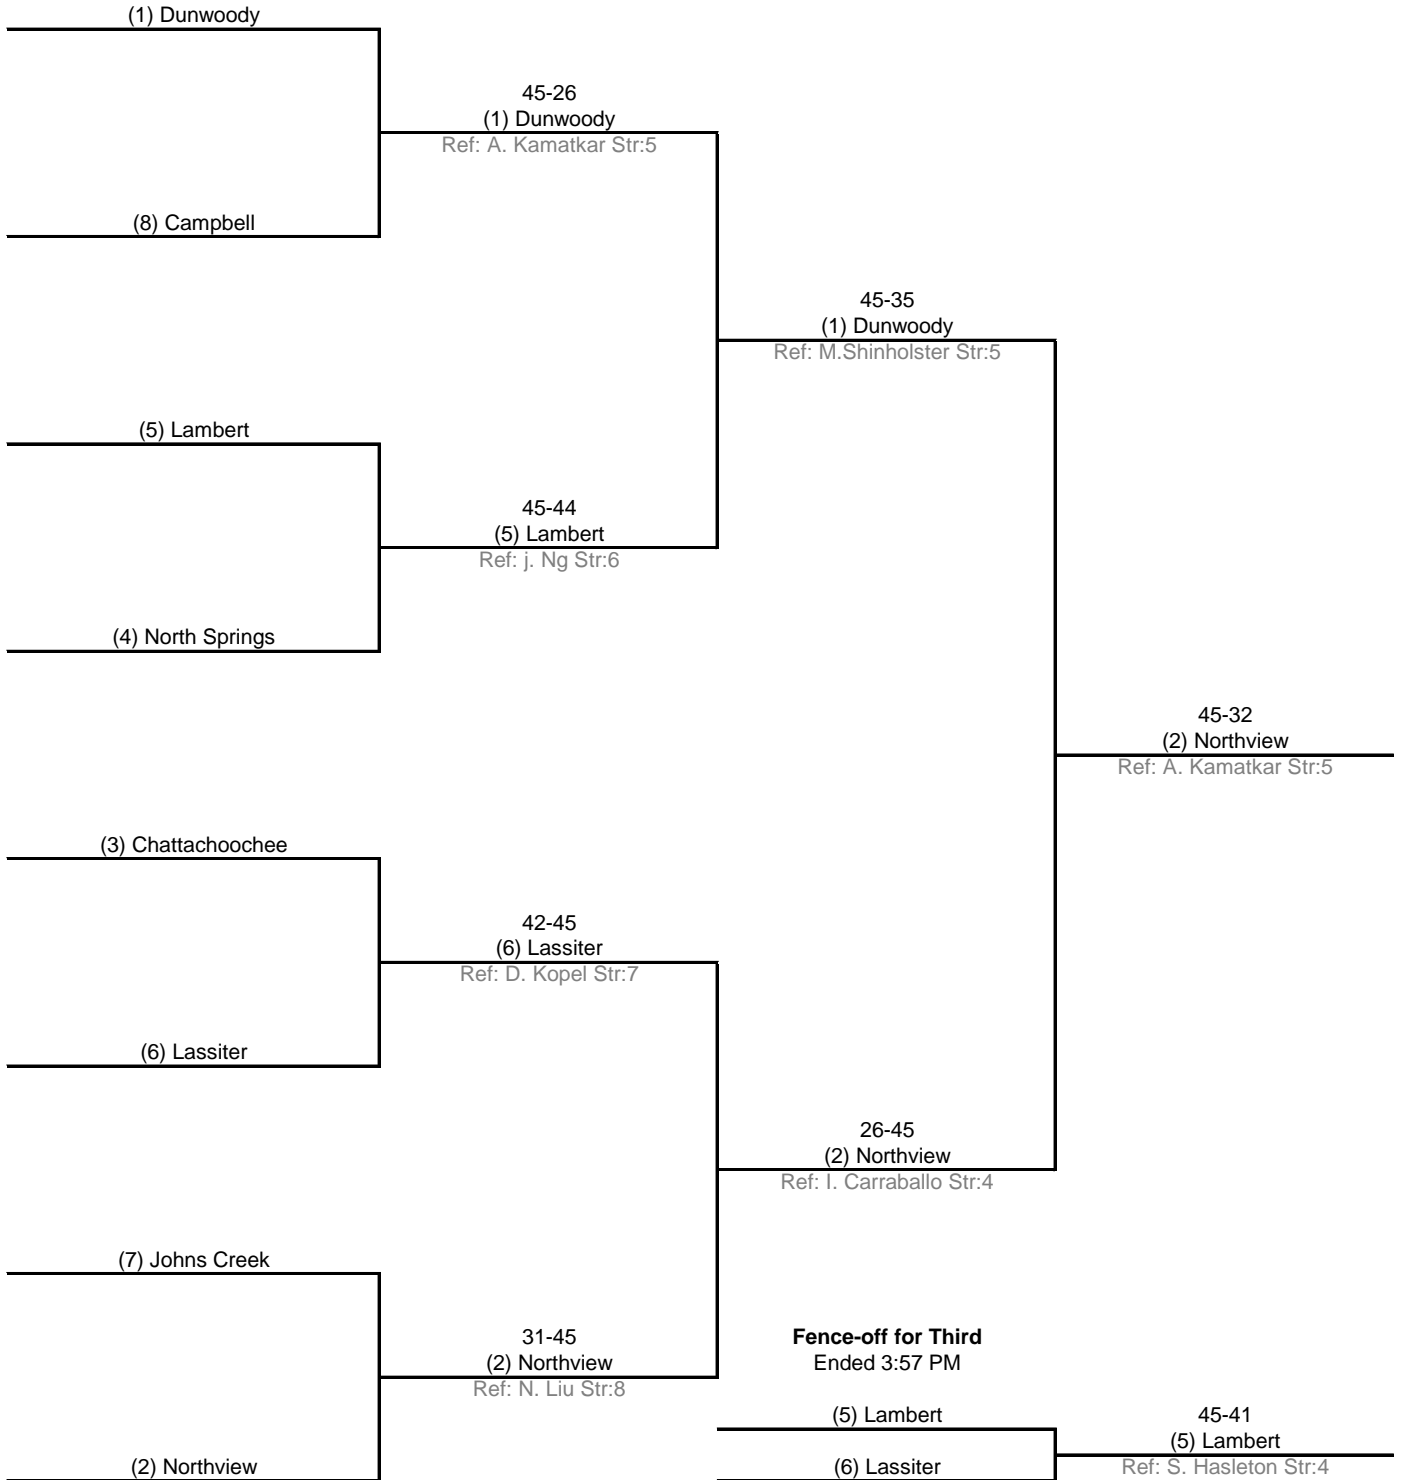 (1) Dunwoody
45-26
(1) Dunwoody
Ref: A. Kamatkar Str:5
(8) Campbell
45-35
(1) Dunwoody
Ref: M.Shinholster Str:5
(5) Lambert
45-44
(5) Lambert
Ref: j. Ng Str:6
(4) North Springs
45-32
(2) Northview
Ref: A. Kamatkar Str:5
(3) Chattachoochee
42-45
(6) Lassiter
Ref: D. Kopel Str:7
(6) Lassiter
26-45
(2) Northview
Ref: I. Carraballo Str:4
(7) Johns Creek
31-45
(2) Northview
Ref: N. Liu Str:8
(2) Northview
Fence-off for Third
Ended 3:57 PM
(5) Lambert
(6) Lassiter
45-41
(5) Lambert
Ref: S. Hasleton Str:4